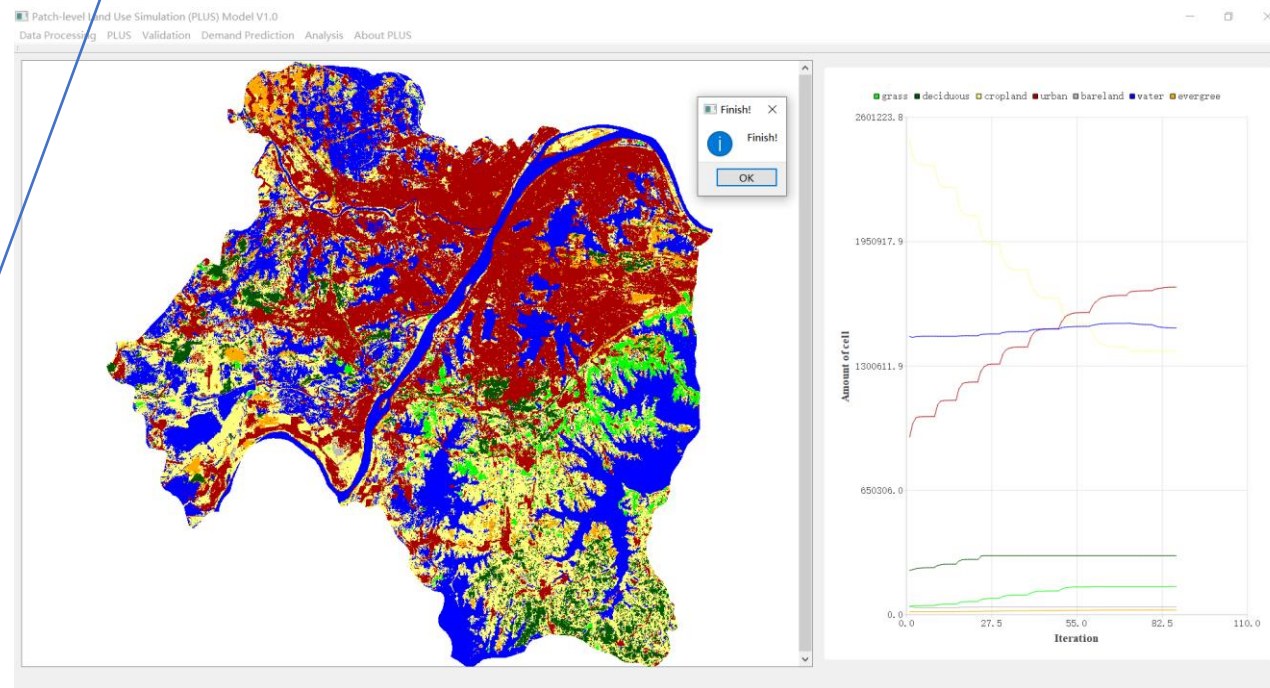 Patch-level Land Use Simulation (PLUS) Model V1.0
Data Processing PLUS Validation Demand Prediction Analysis About PLUS
Finish!
Finish!
OK
grass deciduous cropland urban bareland vater evergree
2601223.8
1950917.9
1300611.9
650306.0
0.0
Amount of cell
0.0 27.5 55.0 82.5 110.0
Iteration